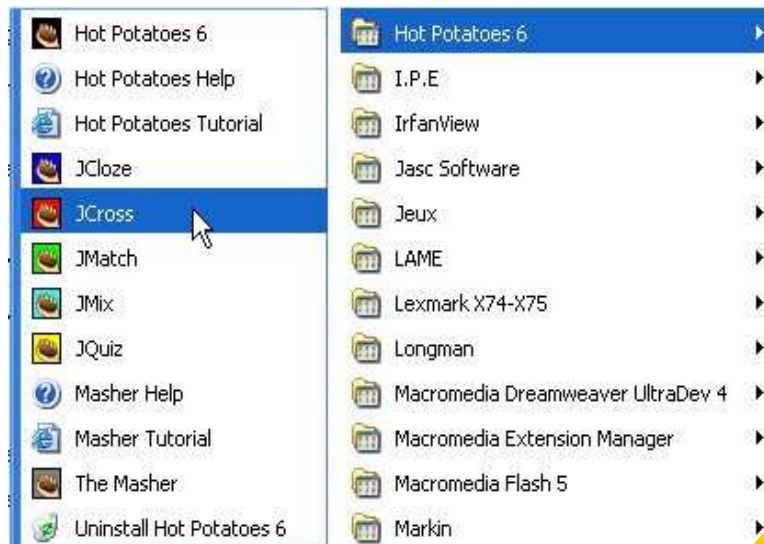 Hot Potatoes 6
Hot Potatoes Help
Hot Potatoes Tutorial
JCloze
JCross
JMatch
JMix
JQuiz
Masher Help
Masher Tutorial
The Masher
Uninstall Hot Potatoes 6
Hot Potatoes 6
I.P.E
IrfanView
Jasc Software
Jeux
LAME
Lexmark X74-X75
Longman
Macromedia Dreamweaver UltraDev 4
Macromedia Extension Manager
Macromedia Flash 5
Markin